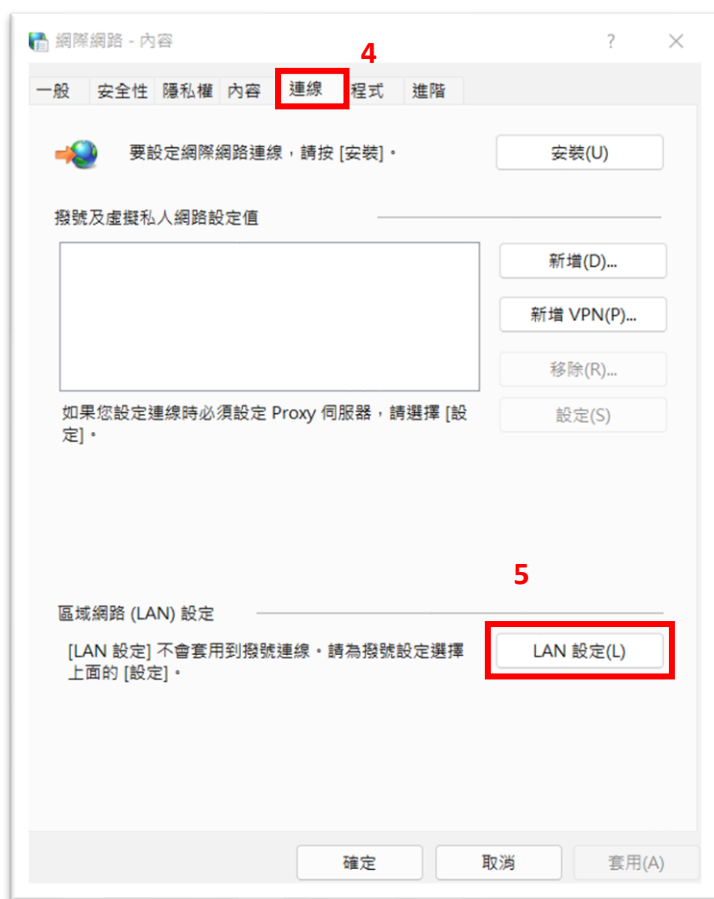 網際網路 - 內容
4
一般 安全性 隱私權 內容 連線 程式 進階
要設定網際網路連線，請按 [安裝]。
安裝(U)
撥號及虛擬私人網路設定值
新增(D)...
新增 VPN(P)...
移除(R)...
設定(S)
如果您設定連線時必須設定 Proxy 伺服器，請選擇 [設
定]。
5
區域網路 (LAN) 設定
[LAN 設定] 不會套用到撥號連線。請為撥號設定選擇
上面的 [設定]。
LAN 設定(L)
確定 取消 套用(A)